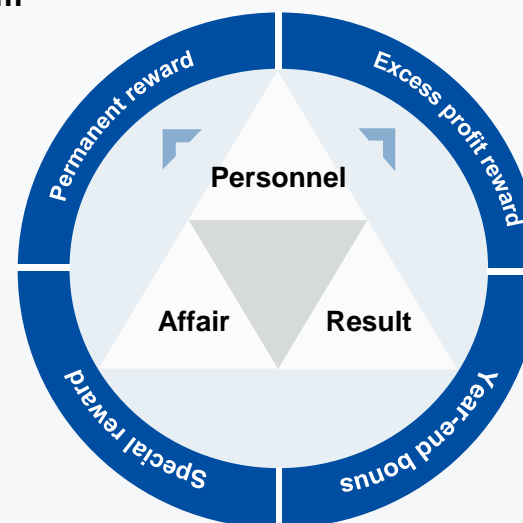 Permanent reward
Excess profit reward
Personnel
Affair
Result
Special reward
Year-end bonus